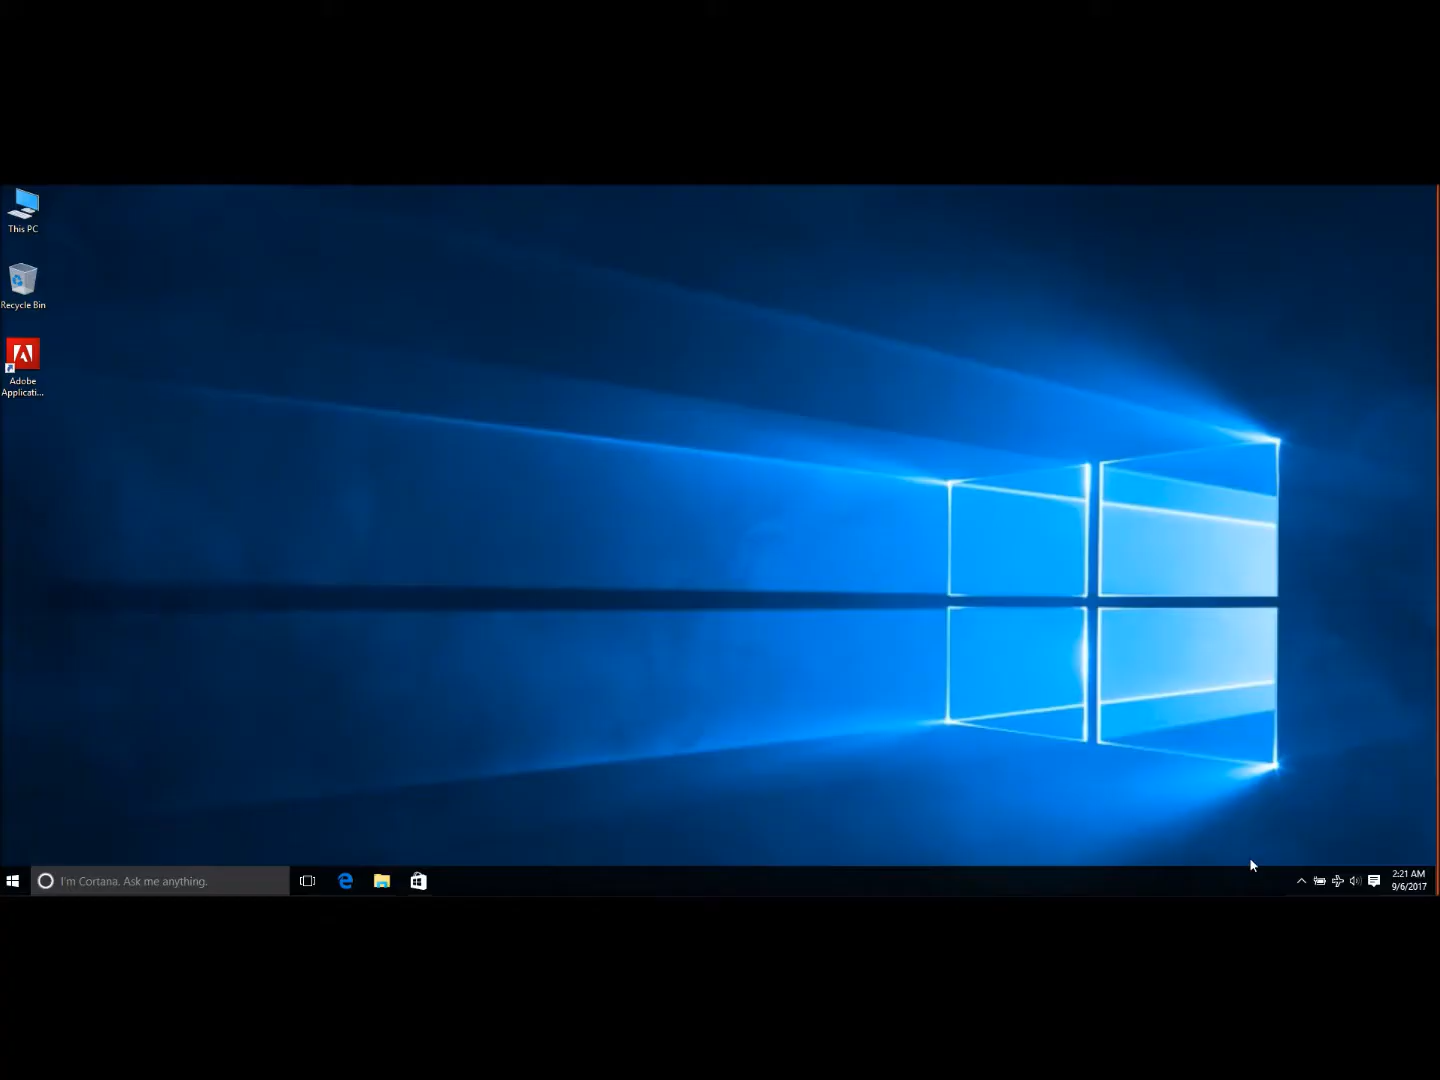 This PC
Recycle Bin
Adobe
Applicati...
I'm Cortana. Ask me anything.
2:21 AM
9/6/2017